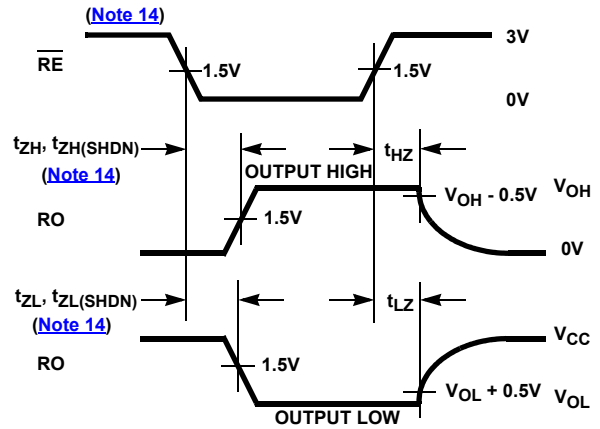 (Note 14)
RE
1.5V
1.5V
3V
0V
tZH, tZH(SHDN)
(Note 14)
OUTPUT HIGH
tHZ
RO
1.5V
VOH - 0.5V
VOH
0V
tZL, tZL(SHDN)
(Note 14)
tLZ
RO
1.5V
OUTPUT LOW
VCC
VOL + 0.5V
VOL